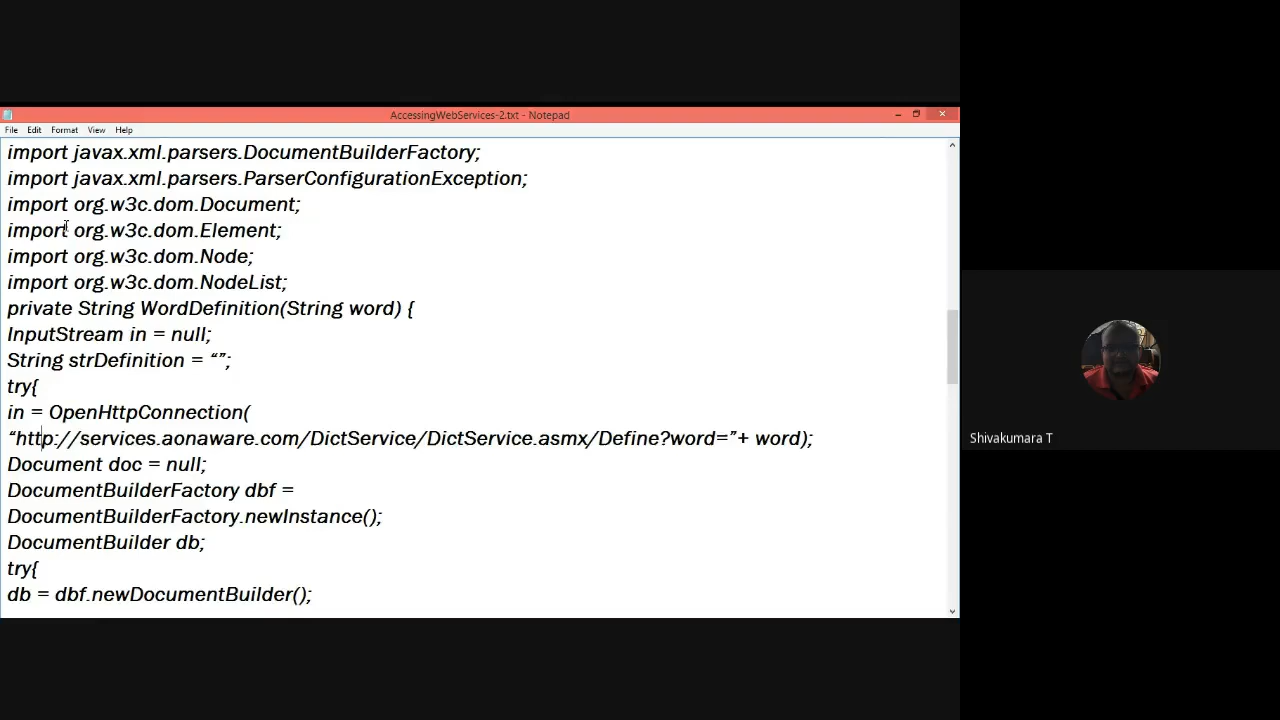 AccessingWebServices-2.txt - Notepad
File Edit Format View Help
import javax.xml.parsers.DocumentBuilderFactory;
import javax.xml.parsers.ParserConfigurationException;
import org.w3c.dom.Document;
import org.w3c.dom.Element;
import org.w3c.dom.Node;
import org.w3c.dom.NodeList;
private String WordDefinition(String word) {
InputStream in = null;
String strDefinition = “”;
try{
in = OpenHttpConnection(
“http://services.aonaware.com/DictService/DictService.asmx/Define?word=”+ word);
Document doc = null;
DocumentBuilderFactory dbf =
DocumentBuilderFactory.newInstance();
DocumentBuilder db;
try{
db = dbf.newDocumentBuilder();
Shivakumara T